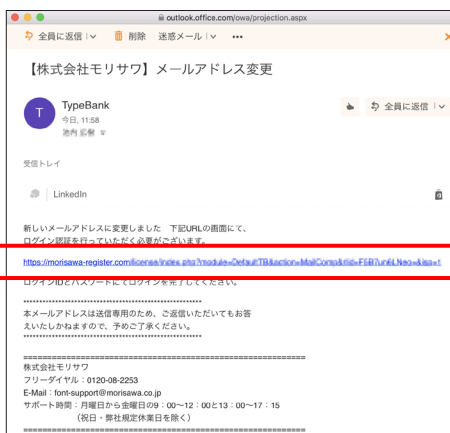 outlook.office.com/owa/projection.aspx
全員に返信 削除 迷惑メール •••
【株式会社モリサワ】メールアドレス変更
T
TypeBank
今日, 11:58
全員に返信
受信トレイ
LinkedIn
新しいメールアドレスに変更しました 下記URLの画面にて、
ログイン認証を行っていただく必要がございます。
https://morisawa-register.com/license/index.php?module=DefaultTB&action=MailComp&
ログインIDとパスワードにてログインを完了してください。
**********************************************************
本メールアドレスは送信専用のため、ご返信いただいてもお答
えいたしかねますので、予めご了承ください。
**********************************************************
==========================================================
株式会社モリサワ
フリーダイヤル：0120-08-2253
E-Mail：font-support@morisawa.co.jp
サポート時間：月曜日から金曜日の9：00〜12：00と13：00〜17：15
（祝日・弊社規定休業日を除く）
==========================================================